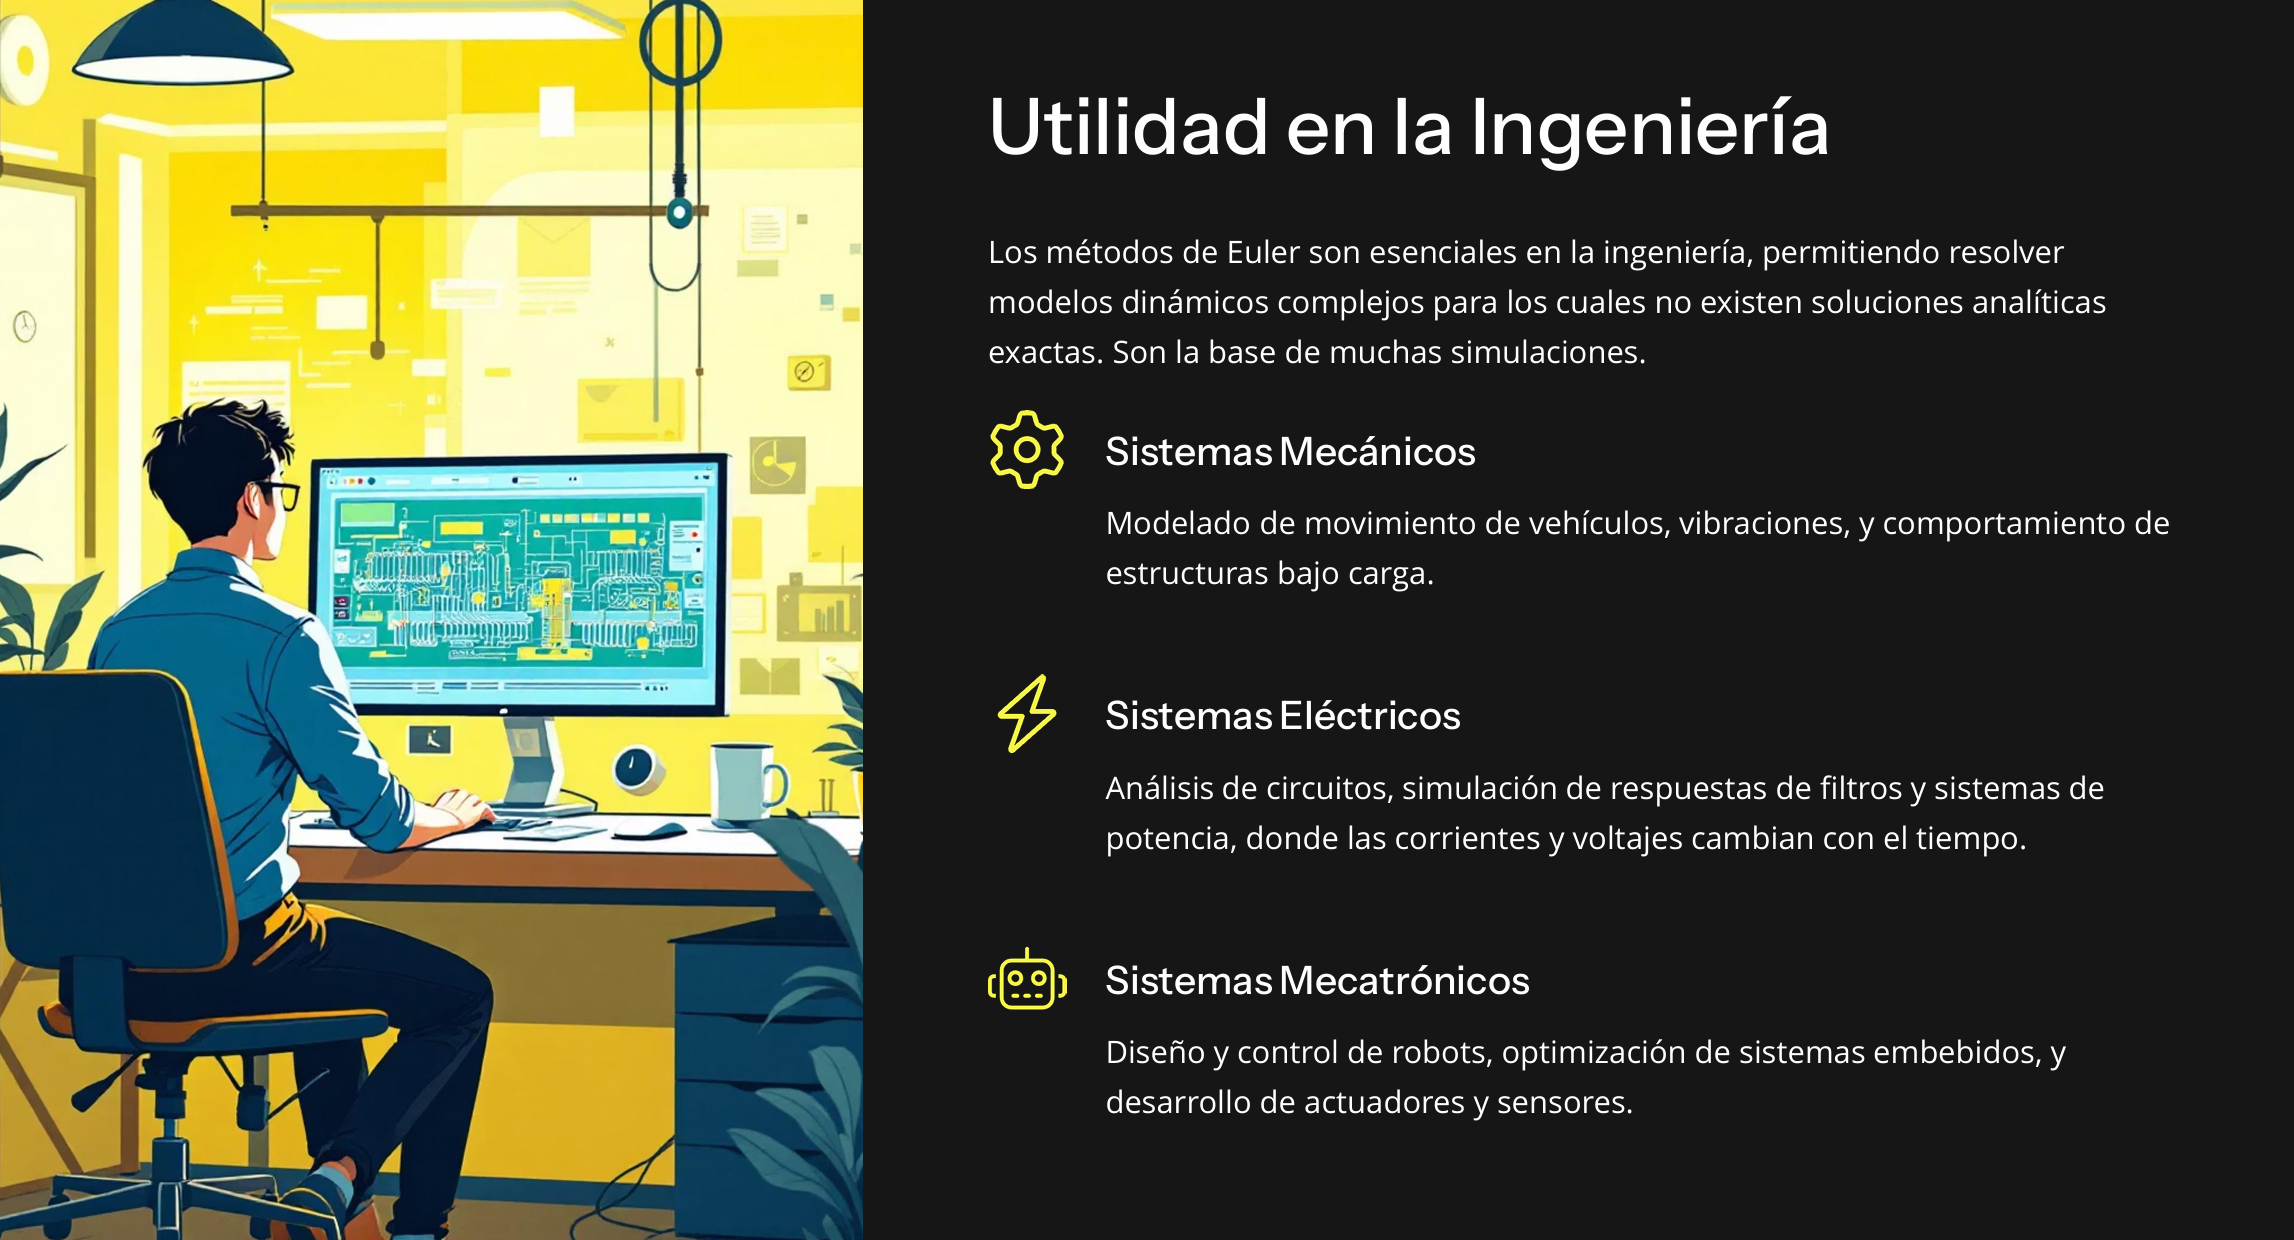 Utilidad en la Ingeniería
Los métodos de Euler son esenciales en la ingeniería, permitiendo resolver
modelos dinámicos complejos para los cuales no existen soluciones analíticas
exactas. Son la base de muchas simulaciones.
Sistemas Mecánicos
Modelado de movimiento de vehículos, vibraciones, y comportamiento de
estructuras bajo carga.
Sistemas Eléctricos
Análisis de circuitos, simulación de respuestas de filtros y sistemas de
potencia, donde las corrientes y voltajes cambian con el tiempo.
Sistemas Mecatrónicos
Diseño y control de robots, optimización de sistemas embebidos, y
desarrollo de actuadores y sensores.